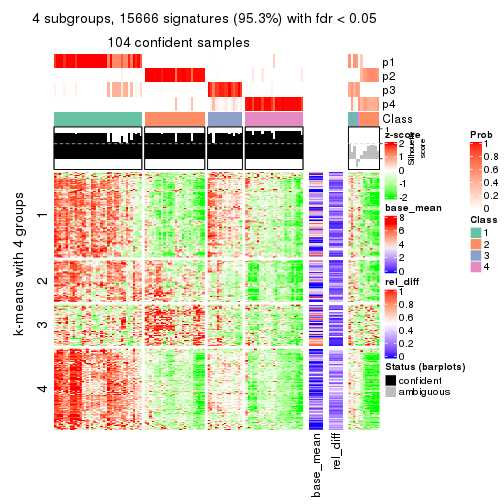 4 subgroups, 15666 signatures (95.3%) with fdr < 0.05
104 confident samples
p1
p2
p3
p4
Class
1
Silhouette
score
z-score
2
1
0
-1
-2
Prob
1
0.8
0.6
0.4
0.2
0
base_mean
8
6
4
2
0
Class
1
2
3
4
rel_diff
1
0.8
0.6
0.4
0.2
0
Status (barplots)
confident
ambiguous
k-means with 4 groups
1
2
3
4
base_mean
rel_diff